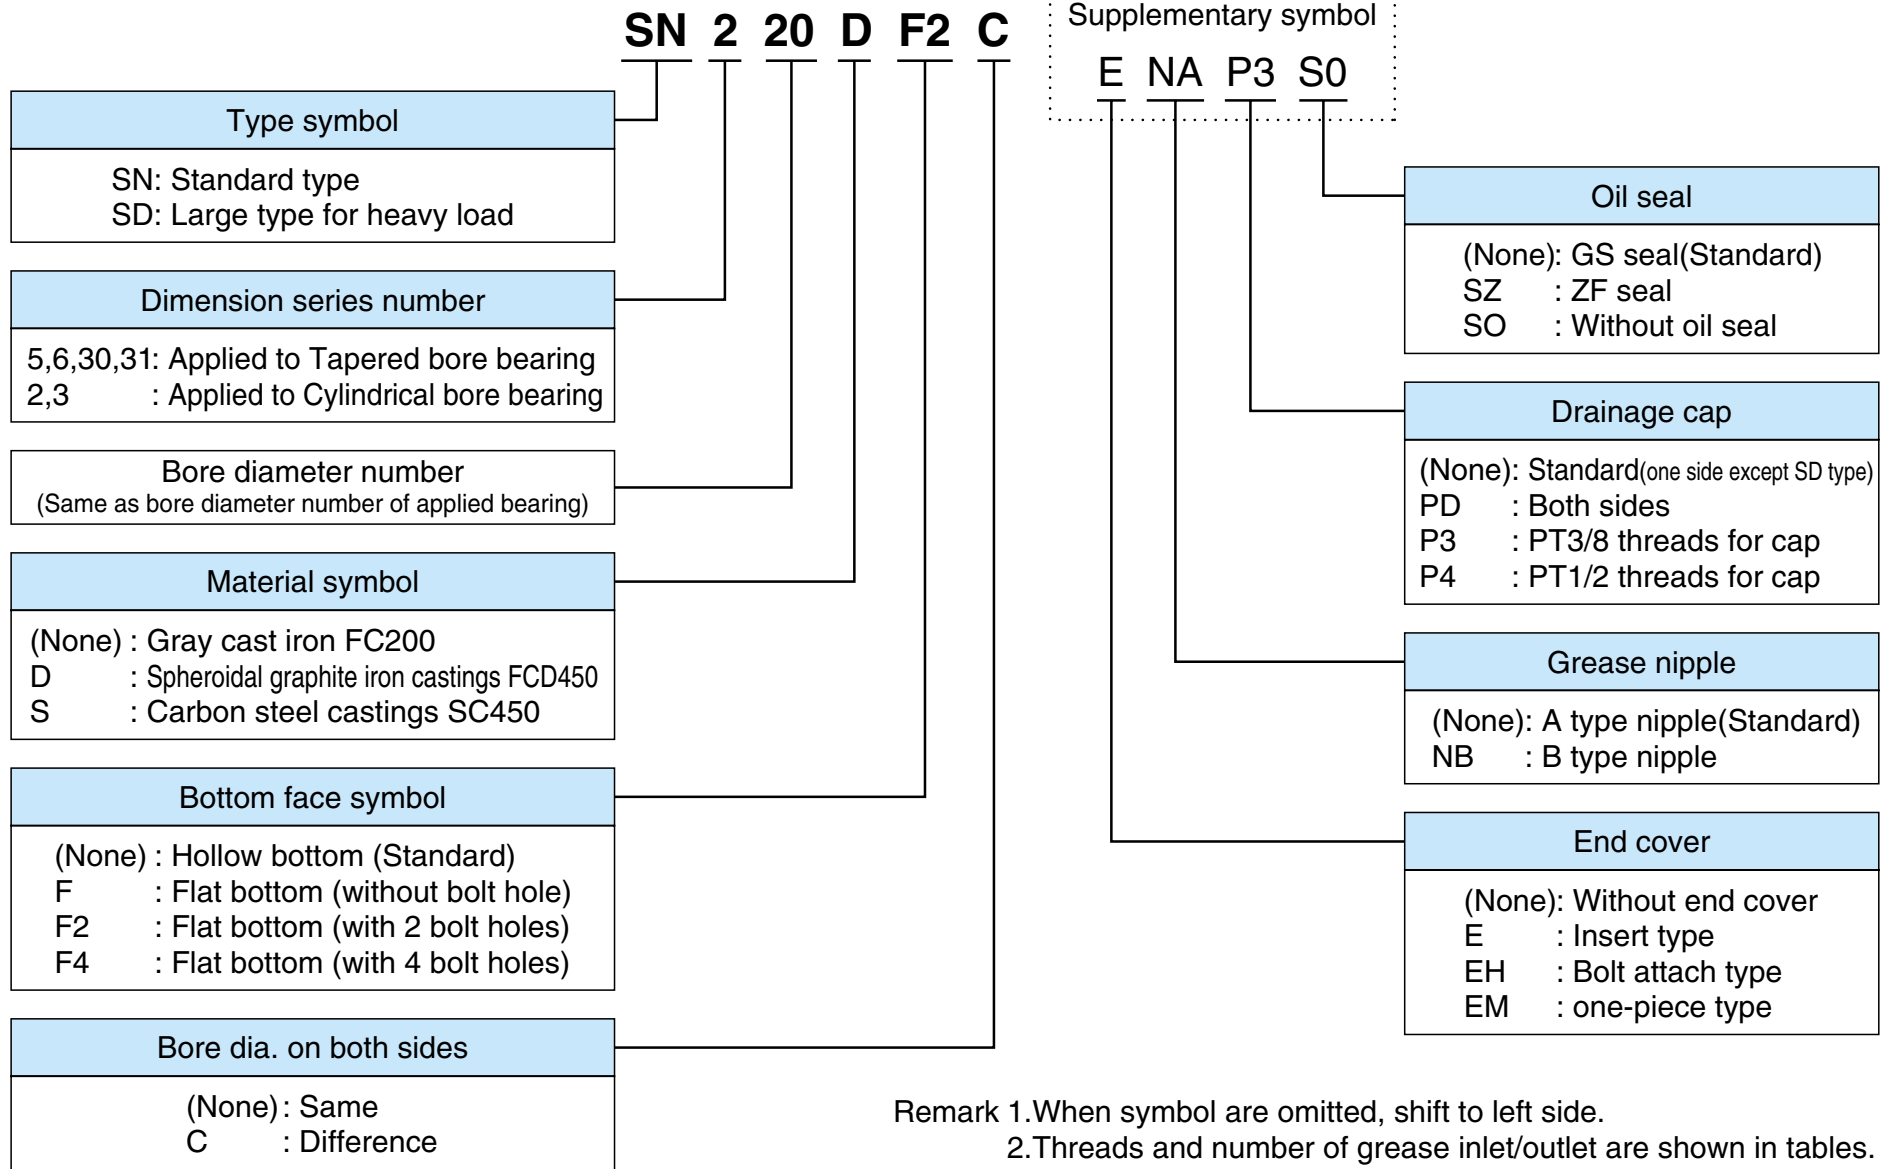 SN 2 20 D F2 C
Supplementary symbol
E NA P3 S0
Type symbol
SN: Standard type
SD: Large type for heavy load
Dimension series number
5,6,30,31: Applied to Tapered bore bearing
2,3 : Applied to Cylindrical bore bearing
Bore diameter number
(Same as bore diameter number of applied bearing)
Material symbol
(None) : Gray cast iron FC200
D : Spheroidal graphite iron castings FCD450
S : Carbon steel castings SC450
Bottom face symbol
(None) : Hollow bottom (Standard)
F : Flat bottom (without bolt hole)
F2 : Flat bottom (with 2 bolt holes)
F4 : Flat bottom (with 4 bolt holes)
Bore dia. on both sides
(None) : Same
C : Difference
Oil seal
(None): GS seal(Standard)
SZ : ZF seal
SO : Without oil seal
Drainage cap
(None): Standard(one side except SD type)
PD : Both sides
P3 : PT3/8 threads for cap
P4 : PT1/2 threads for cap
Grease nipple
(None): A type nipple(Standard)
NB : B type nipple
End cover
(None): Without end cover
E : Insert type
EH : Bolt attach type
EM : one-piece type
Remark 1.When symbol are omitted, shift to left side.
2.Threads and number of grease inlet/outlet are shown in tables.